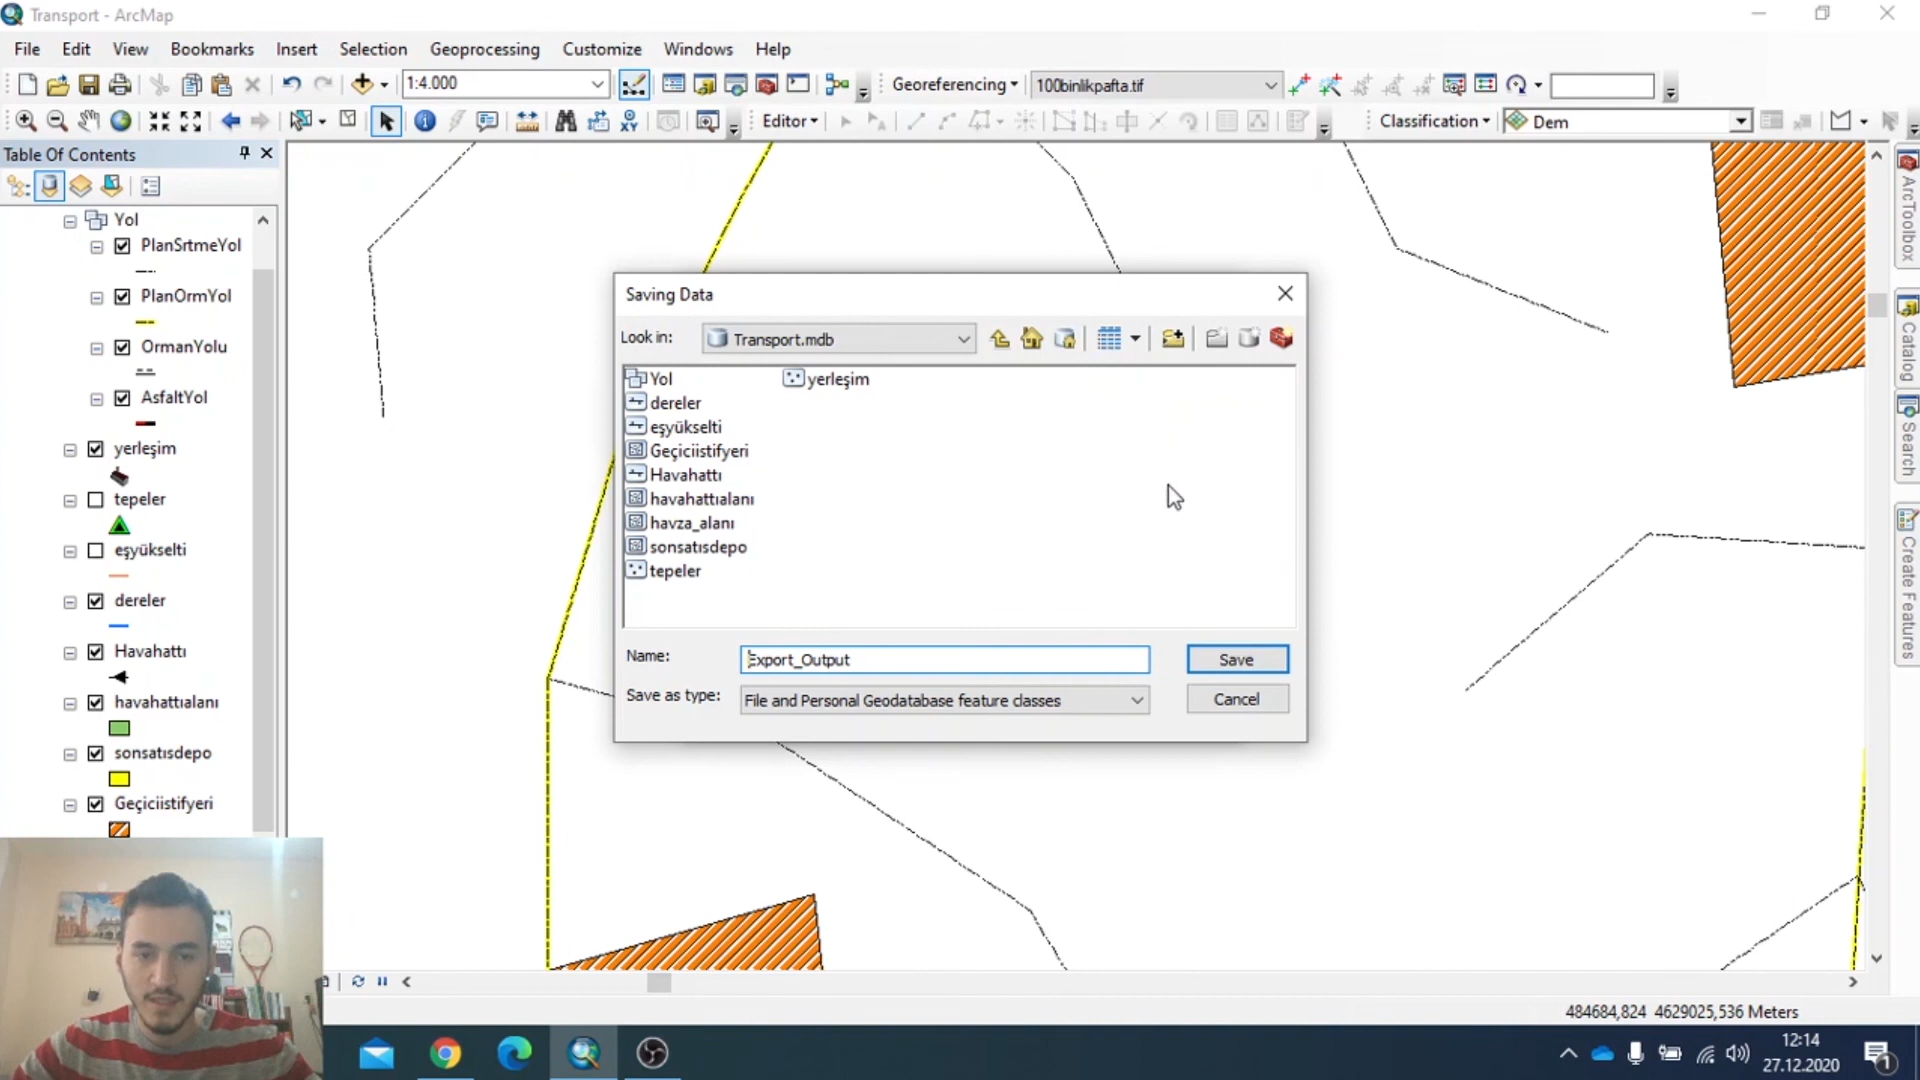 Transport - ArcMap
File Edit View Bookmarks Insert Selection Geoprocessing Customize Windows Help
1:4.000 Georeferencing 100binlikpafta.tif
Editor Classification Dem
Table Of Contents
Yol
PlanSrtmeYol
PlanOrmYol
OrmanYolu
AsfaltYol
yerleşim
tepeler
eşyükselti
dereler
Havahattı
havahattıalanı
sonsatısdepo
Geçiciistifyeri
Saving Data
Look in: Transport.mdb
Yol yerleşim
dereler
eşyükselti
Geçiciistifyeri
Havahattı
havahattıalanı
havza_alanı
sonsatısdepo
tepeler
Name: Export_Output Save
Save as type: File and Personal Geodatabase feature classes Cancel
ArcToolbox
Catalog
Search
Create Features
484684,824 4629025,536 Meters
12:14
27.12.2020
1